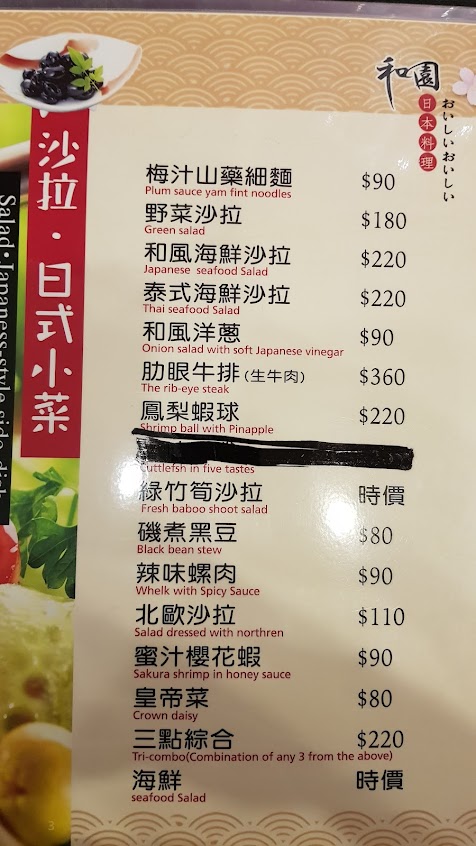 和園
日本料理
おいしいおいしい
沙拉・日式小菜
Salad・Japaness-style side dish
梅汁山藥細麵 $90
Plum sauce yam fint noodles
野菜沙拉 $180
Green salad
和風海鮮沙拉 $220
Japanese seafood Salad
泰式海鮮沙拉 $220
Thai seafood Salad
和風洋蔥 $90
Onion salad with soft Japanese vinegar
肋眼牛排(生牛肉) $360
The rib-eye steak
鳳梨蝦球 $220
Shrimp ball with Pinapple
Cuttlefsh in five tastes
綠竹筍沙拉 時價
Fresh baboo shoot salad
磯煮黑豆 $80
Black bean stew
辣味螺肉 $90
Whelk with Spicy Sauce
北歐沙拉 $110
Salad dressed with northren
蜜汁櫻花蝦 $90
Sakura shrimp in honey sauce
皇帝菜 $80
Crown daisy
三點綜合 $220
Tri-combo(Combination of any 3 from the above)
海鮮 時價
seafood Salad
3